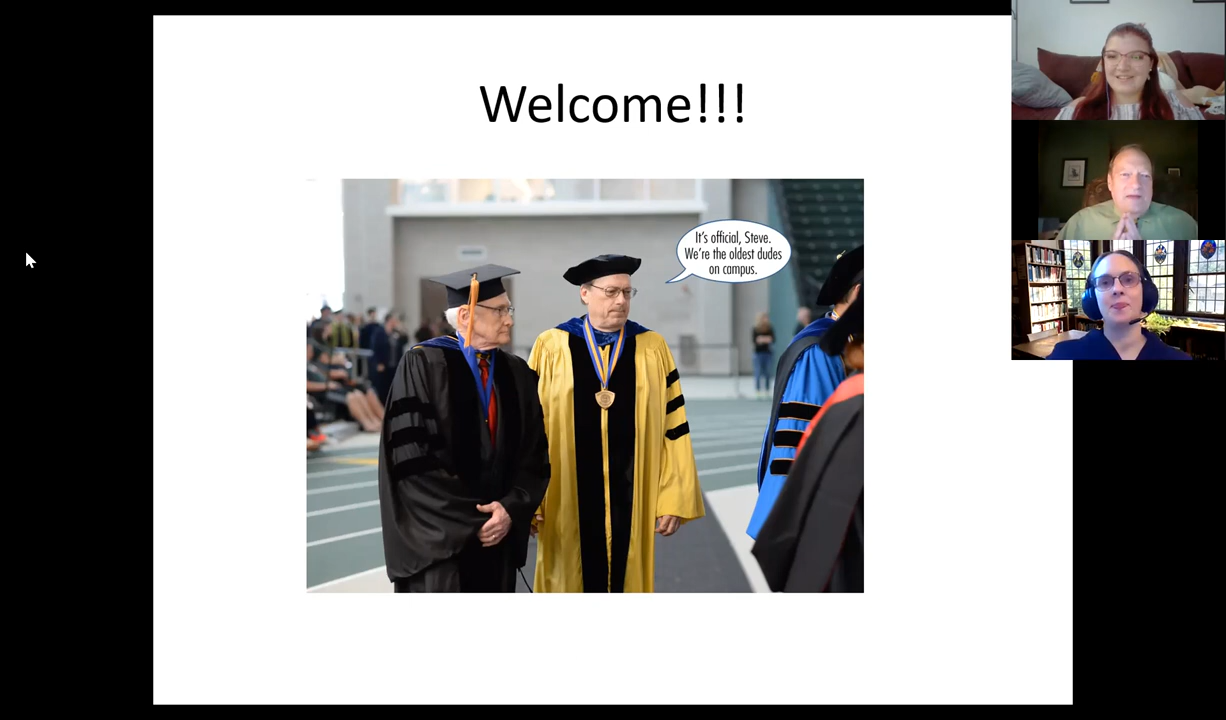 Welcome!!!
It's official, Steve.
We're the oldest dudes
on campus.